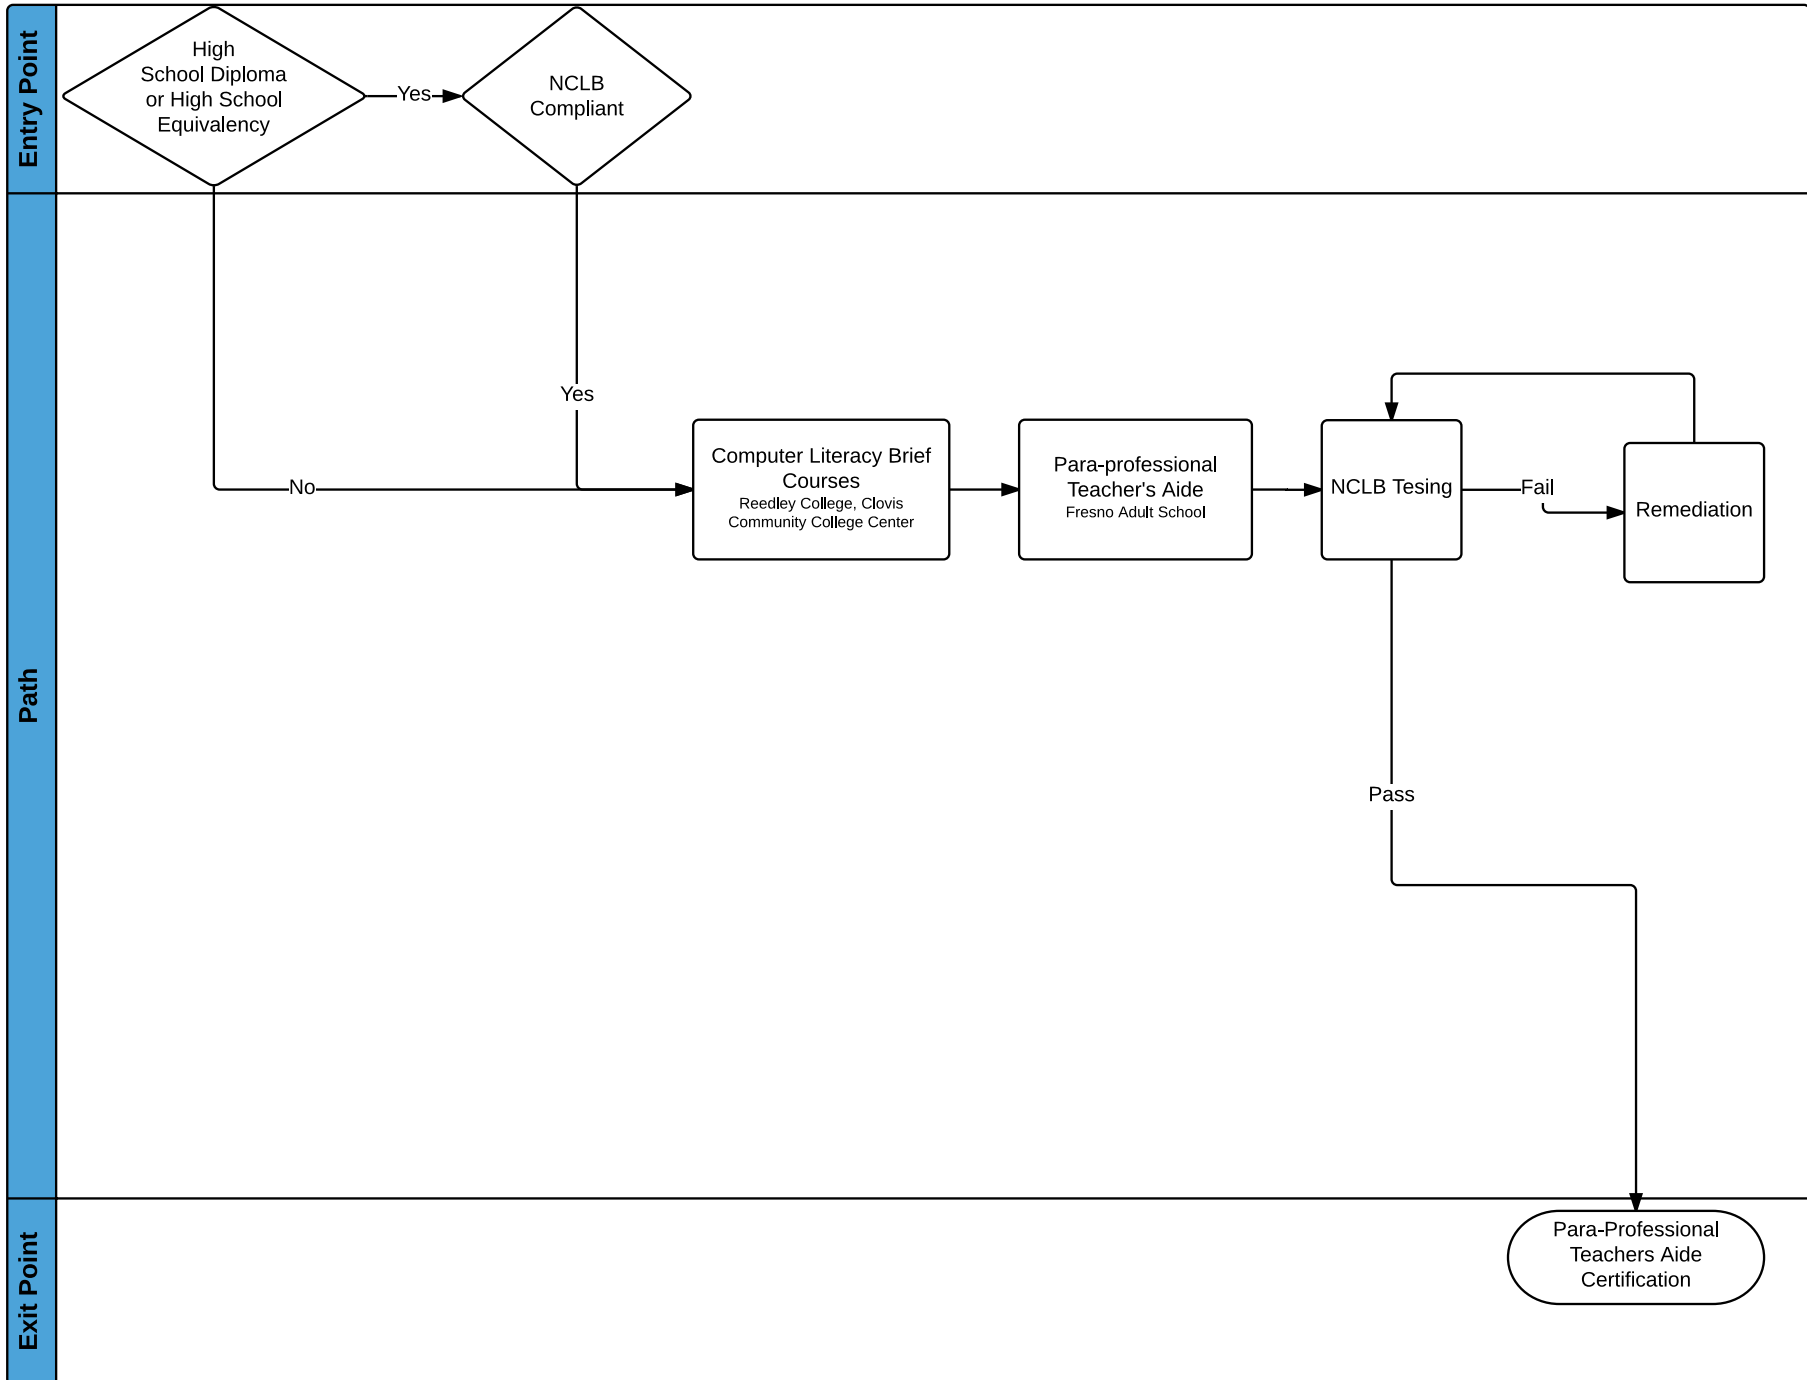 Entry Point
High
School Diploma
or High School
Equivalency
Yes
NCLB
Compliant
Path
Yes
No
Computer Literacy Brief
Courses
Reedley College, Clovis
Community College Center
Para-professional
Teacher's Aide
Fresno Adult School
NCLB Tesing
Fail
Remediation
Pass
Exit Point
Para-Professional
Teachers Aide
Certification